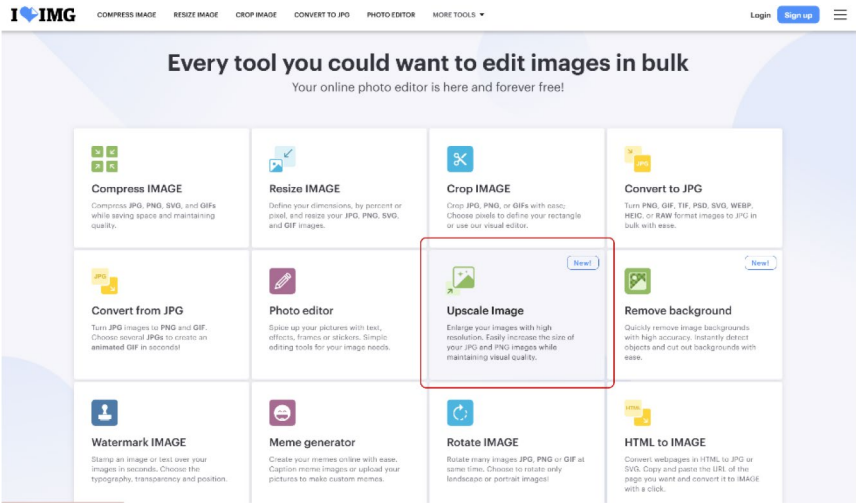 I IMG COMPRESS IMAGE RESIZE IMAGE CROP IMAGE CONVERT TO JPG PHOTO EDITOR MORE TOOLS Login Sign up
Every tool you could want to edit images in bulk
Your online photo editor is here and forever free!
Compress IMAGE
Compress JPG, PNG, SVG, and GIFs
while saving space and maintaining
quality.
Resize IMAGE
Define your dimensions, by percent or
pixel, and resize your JPG, PNG, SVG,
and GIF images.
Crop IMAGE
Crop JPG, PNG, or GIFs with ease;
Choose pixels to define your rectangle
or use our visual editor.
JPG
Convert to JPG
Turn PNG, GIF, TIF, PSD, SVG, WEBP,
HEIC, or RAW format images to JPG in
bulk with ease.
JPG
Convert from JPG
Turn JPG images to PNG and GIF.
Choose several JPGs to create an
animated GIF in seconds!
Photo editor
Spice up your pictures with text,
effects, frames or stickers. Simple
editing tools for your image needs.
New!
Upscale Image
Enlarge your images with high
resolution. Easily increase the size of
your JPG and PNG images while
maintaining visual quality.
New!
Remove background
Quickly remove image backgrounds
with high accuracy. Instantly detect
objects and cut out backgrounds with
ease.
Watermark IMAGE
Stamp an image or text over your
images in seconds. Choose the
typography, transparency and position.
Meme generator
Create your memes online with ease.
Caption meme images or upload your
pictures to make custom memes.
Rotate IMAGE
Rotate many images JPG, PNG or GIF at
same time. Choose to rotate only
landscape or portrait images!
HTML
HTML to IMAGE
Convert webpages in HTML to JPG or
SVG. Copy and paste the URL of the
page you want and convert it to IMAGE
with a click.